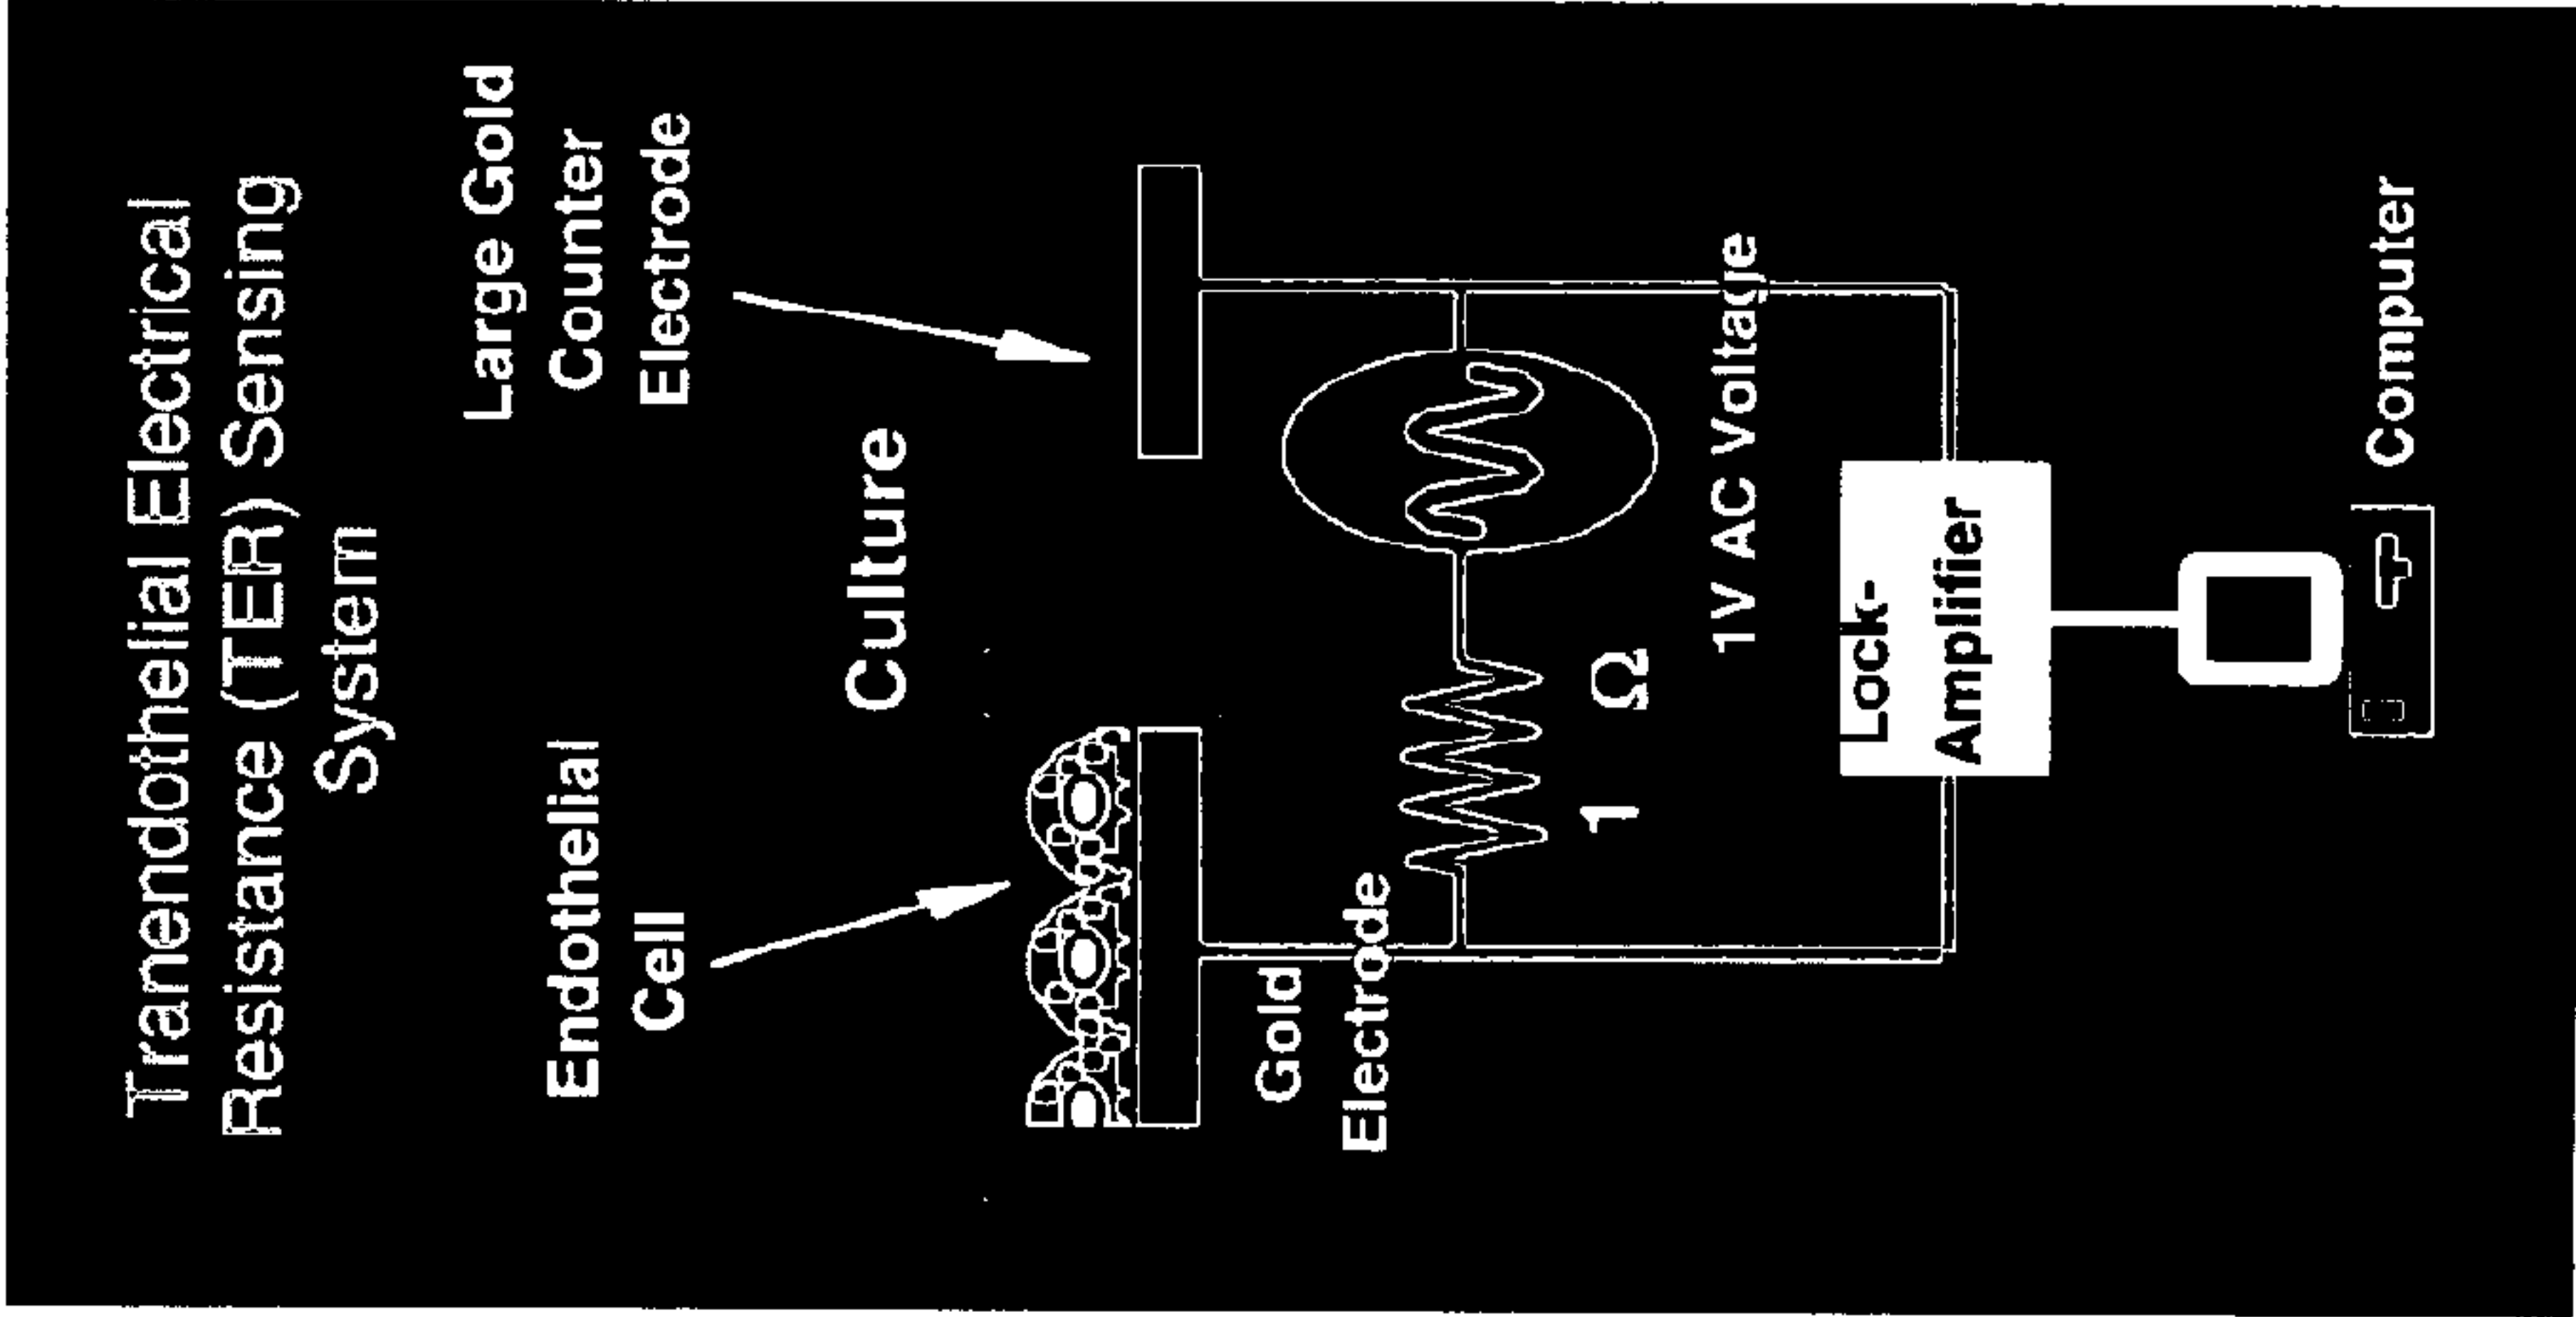 Tranendothelial Electrical
Resistance (TER) Sensing
System
Large Gold
Counter
Electrode
Endothelial
Cell
Culture
Gold
Electrode
1 Ω
1V AC Voltage
Lock-
Amplifier
Computer